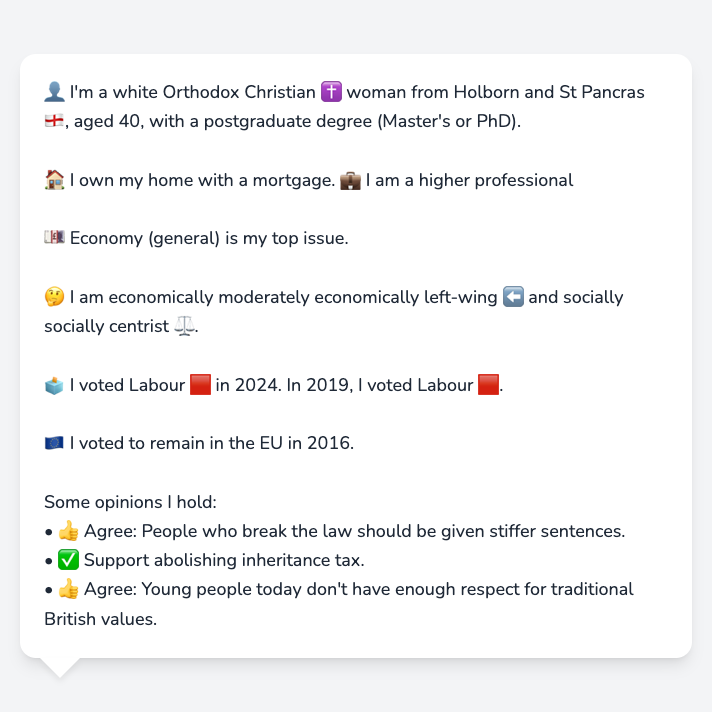 👤 I'm a white Orthodox Christian ✝️ woman from Holborn and St Pancras
🏴󠁧󠁢󠁥󠁮󠁧󠁿, aged 40, with a postgraduate degree (Master's or PhD).
🏠 I own my home with a mortgage. 💼 I am a higher professional
💷 Economy (general) is my top issue.
🤔 I am economically moderately economically left-wing ⬅️ and socially
socially centrist ⚖️.
🗳️ I voted Labour 🟥 in 2024. In 2019, I voted Labour 🟥.
🇪🇺 I voted to remain in the EU in 2016.
Some opinions I hold:
• 👍 Agree: People who break the law should be given stiffer sentences.
• ✅ Support abolishing inheritance tax.
• 👍 Agree: Young people today don't have enough respect for traditional
British values.